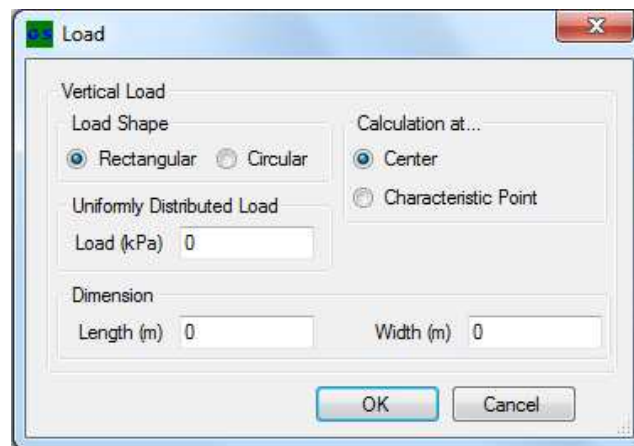 os Load
Vertical Load
Load Shape
Calculation at...
Rectangular Circular
Center
Characteristic Point
Uniformly Distributed Load
Load (kPa) 0
Dimension
Length (m) 0 Width (m) 0
OK Cancel